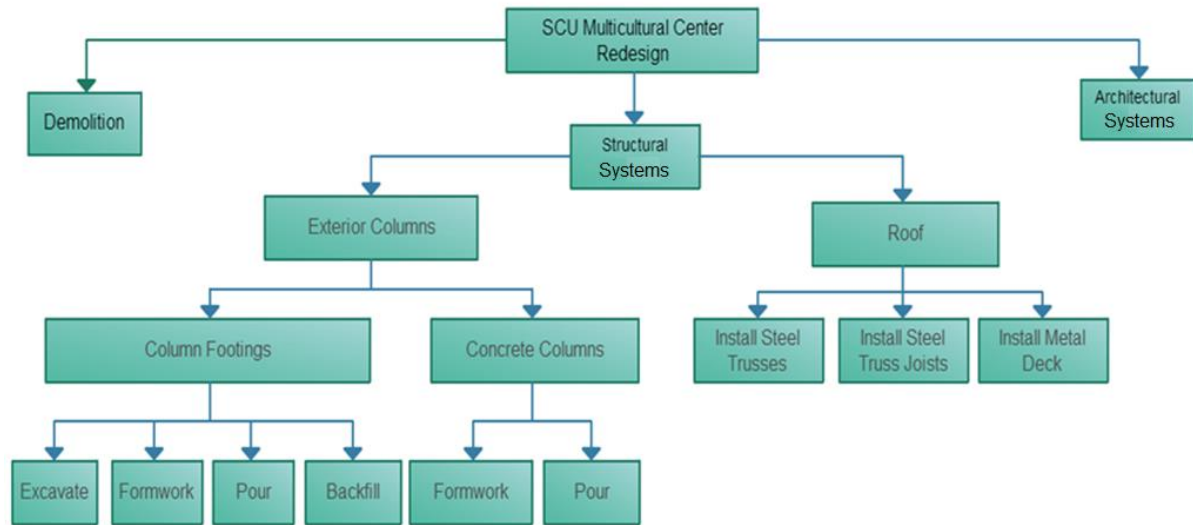 SCU Multicultural Center
Redesign
Demolition
Architectural
Systems
Structural
Systems
Exterior Columns
Roof
Column Footings
Concrete Columns
Install Steel
Trusses
Install Steel
Truss Joists
Install Metal
Deck
Excavate
Formwork
Pour
Backfill
Formwork
Pour